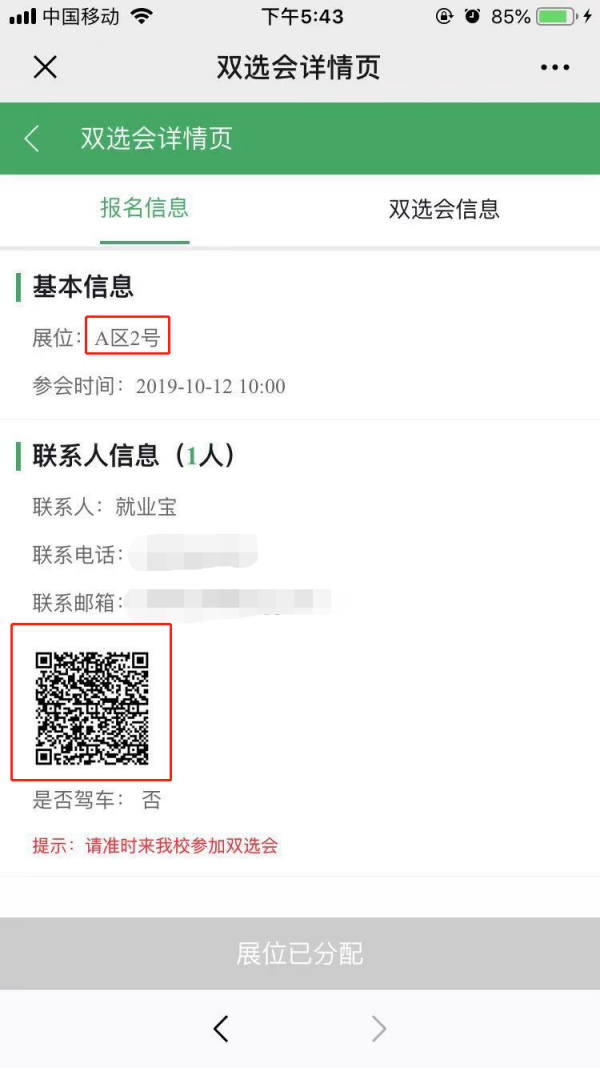 中国移动 下午5:43 85%
双选会详情页
双选会详情页
报名信息 双选会信息
基本信息
展位: A区2号
参会时间: 2019-10-12 10:00
联系人信息（1人）
联系人: 就业宝
联系电话:
联系邮箱:
是否驾车: 否
提示: 请准时来我校参加双选会
展位已分配